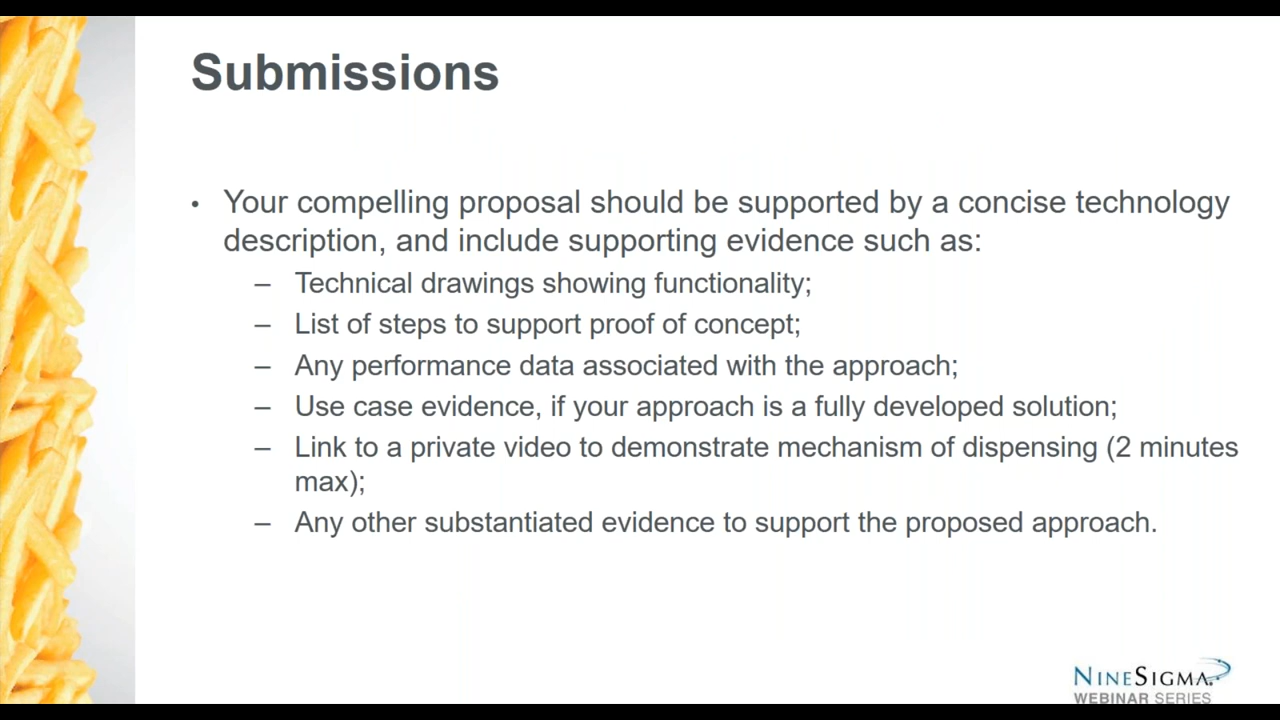 Submissions
• Your compelling proposal should be supported by a concise technology
description, and include supporting evidence such as:
– Technical drawings showing functionality;
– List of steps to support proof of concept;
– Any performance data associated with the approach;
– Use case evidence, if your approach is a fully developed solution;
– Link to a private video to demonstrate mechanism of dispensing (2 minutes
max);
– Any other substantiated evidence to support the proposed approach.
NINESIGMA
WEBINAR SERIES